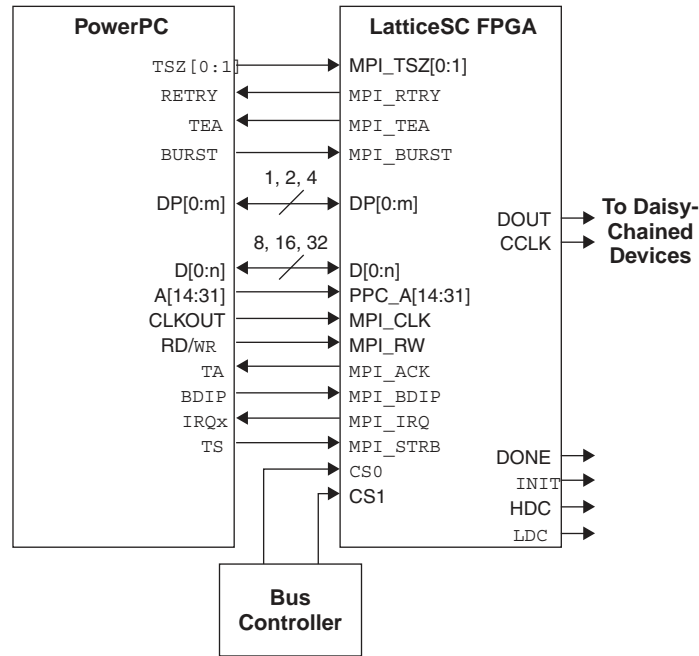 PowerPC
LatticeSC FPGA
TSZ[0:1]
MPI_TSZ[0:1]
RETRY
MPI_RTRY
TEA
MPI_TEA
BURST
MPI_BURST
1, 2, 4
DP[0:m]
DP[0:m]
DOUT
CCLK
To Daisy-
Chained
Devices
8, 16, 32
D[0:n]
D[0:n]
A[14:31]
PPC_A[14:31]
CLKOUT
MPI_CLK
RD/WR
MPI_RW
TA
MPI_ACK
BDIP
MPI_BDIP
IRQx
MPI_IRQ
TS
MPI_STRB
CS0
CS1
DONE
INIT
HDC
LDC
Bus
Controller